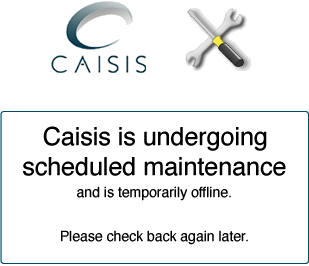 CAISIS
Caisis is undergoing
scheduled maintenance
and is temporarily offline.
Please check back again later.